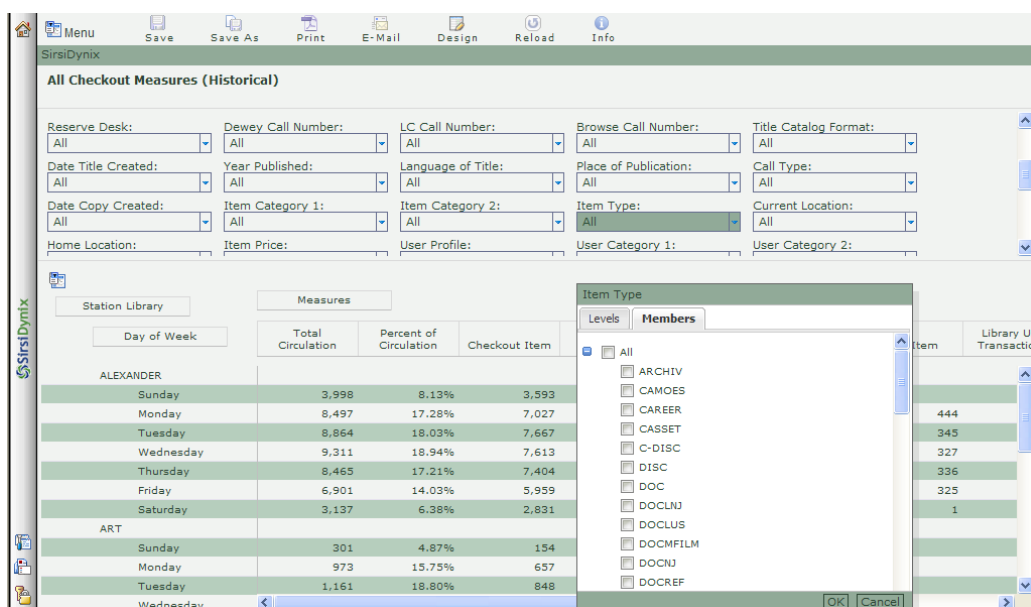 Menu Save Save As Print E-Mail Design Reload Info
SirsiDynix
All Checkout Measures (Historical)
Reserve Desk: Dewey Call Number: LC Call Number: Browse Call Number: Title Catalog Format:
All All All All All
Date Title Created: Year Published: Language of Title: Place of Publication: Call Type:
All All All All All
Date Copy Created: Item Category 1: Item Category 2: Item Type: Current Location:
All All All All All
Home Location: Item Price: User Profile: User Category 1: User Category 2:
SirsiDynix
Station Library Measures
Day of Week Total Circulation Percent of Circulation Checkout Item Item Library U Transactio
ALEXANDER
Sunday 3,998 8.13% 3,593
Monday 8,497 17.28% 7,027 444
Tuesday 8,864 18.03% 7,667 345
Wednesday 9,311 18.94% 7,613 327
Thursday 8,465 17.21% 7,404 336
Friday 6,901 14.03% 5,959 325
Saturday 3,137 6.38% 2,831 1
ART
Sunday 301 4.87% 154
Monday 973 15.75% 657
Tuesday 1,161 18.80% 848
Wednesday
Item Type
Levels Members
All
ARCHIV
CAMOES
CAREER
CASSET
C-DISC
DISC
DOC
DOCLNJ
DOCLUS
DOCMFILM
DOCNJ
DOCREF
OK Cancel